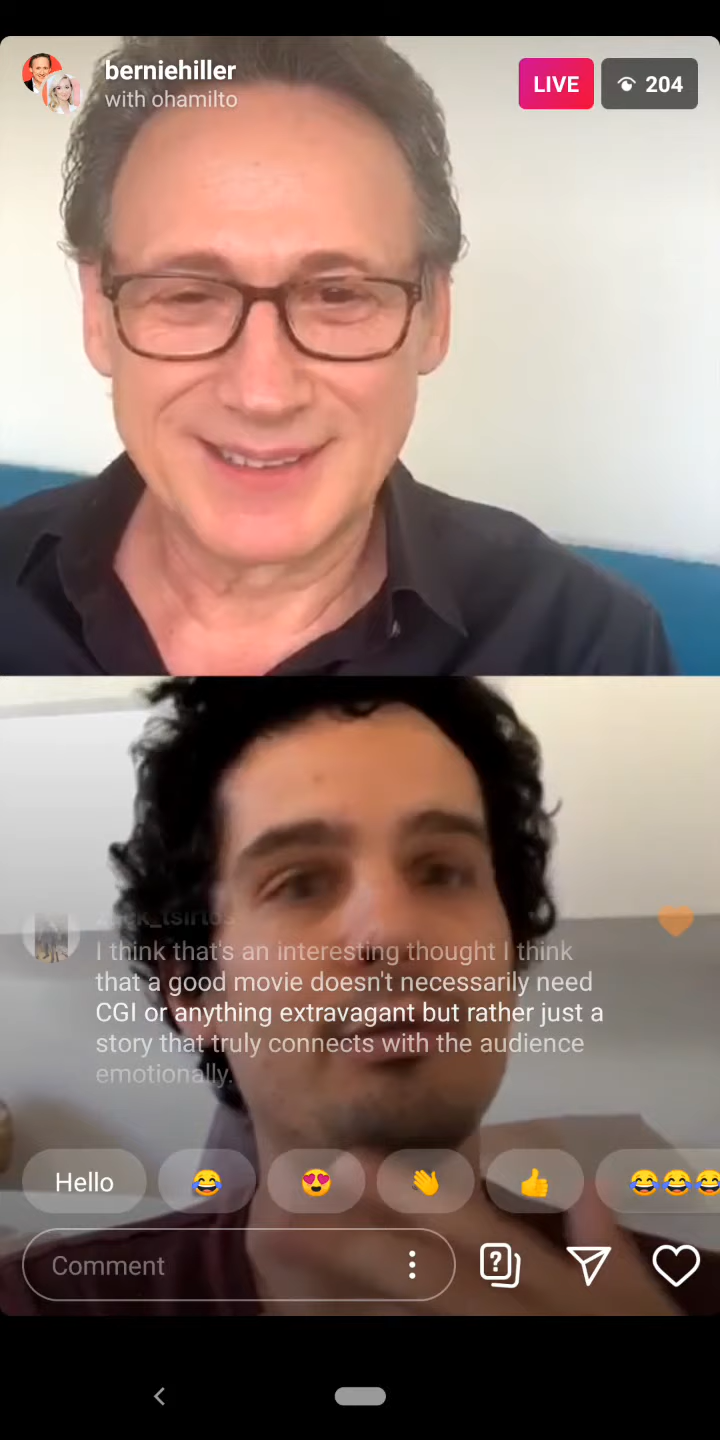 berniehiller
with ohamilto
LIVE
204
zack_tsirtos
I think that's an interesting thought I think
that a good movie doesn't necessarily need
CGI or anything extravagant but rather just a
story that truly connects with the audience
emotionally.
Hello
Comment